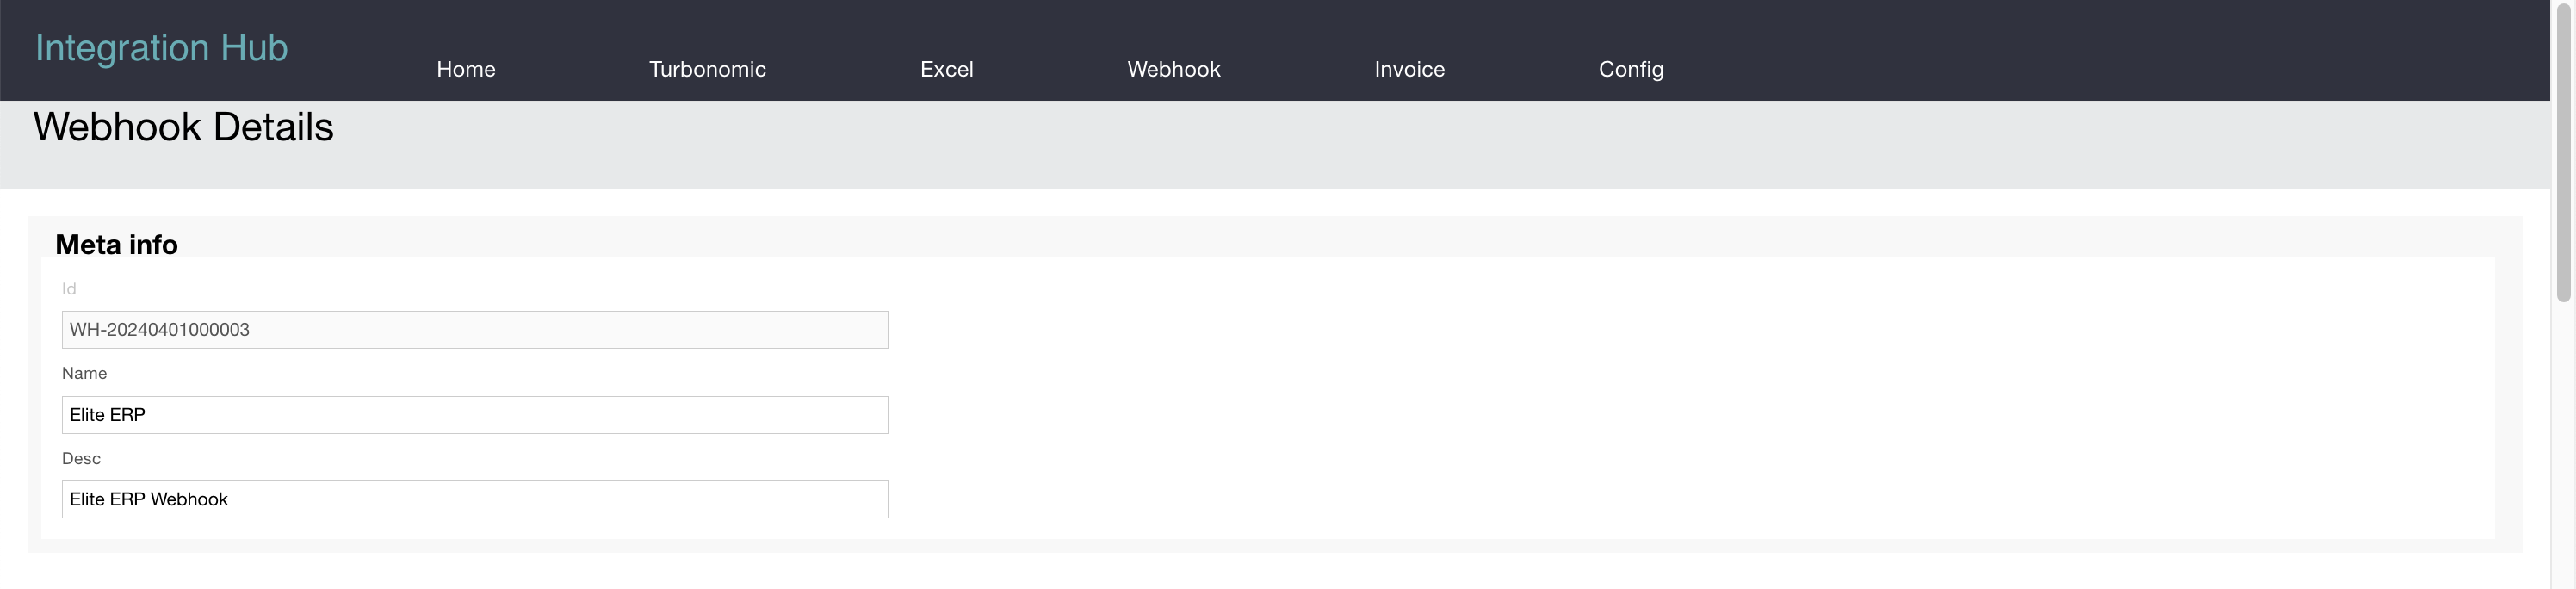 Integration Hub
Home Turbonomic Excel Webhook Invoice Config
Webhook Details
Meta info
Id
WH-20240401000003
Name
Elite ERP
Desc
Elite ERP Webhook